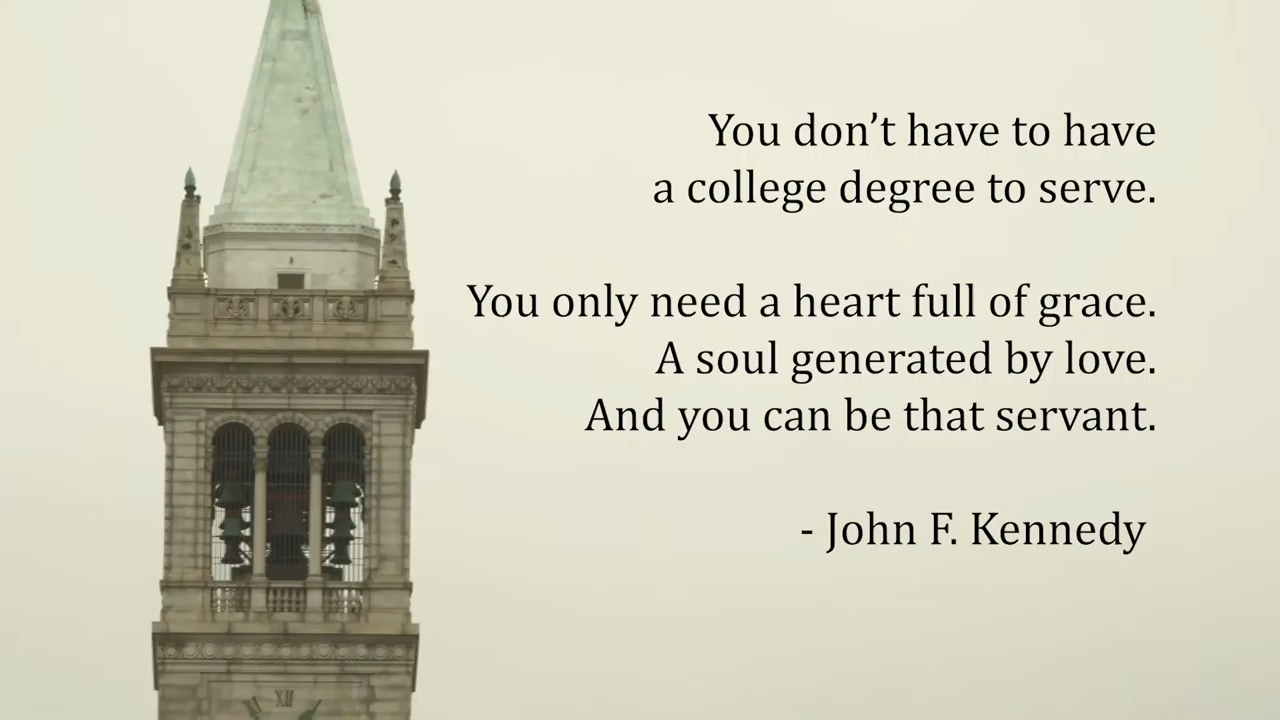 You don’t have to have
a college degree to serve.
You only need a heart full of grace.
A soul generated by love.
And you can be that servant.
- John F. Kennedy
XII